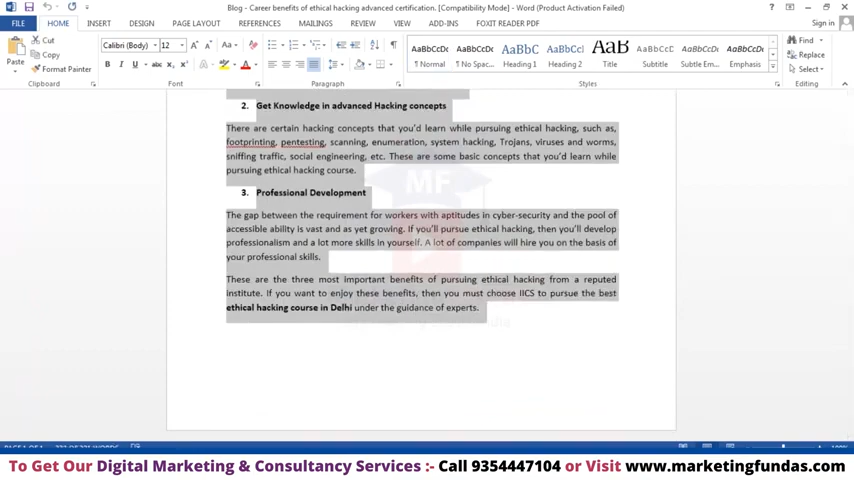 Blog - Career benefits of ethical hacking advanced certification. [Compatibility Mode] - Word (Product Activation Failed)
Sign in
FILE HOME INSERT DESIGN PAGE LAYOUT REFERENCES MAILINGS REVIEW VIEW ADD-INS FOXIT READER PDF
Cut
Copy
Format Painter
Paste
Calibri (Body) 12
AaBbCcDc AaBbCcDc AaBbC AaBbCc AaB AaBbCcD AaBbCcDc AaBbCcDc
¶ Normal ¶ No Spac... Heading 1 Heading 2 Title Subtitle Subtle Em... Emphasis
Find
Replace
Select
Clipboard Font Paragraph Styles Editing
2. Get Knowledge in advanced Hacking concepts
There are certain hacking concepts that you'd learn while pursuing ethical hacking, such as,
footprinting, pentesting, scanning, enumeration, system hacking, Trojans, viruses and worms,
sniffing traffic, social engineering, etc. These are some basic concepts that you'd learn while
pursuing ethical hacking course.
3. Professional Development
The gap between the requirement for workers with aptitudes in cyber-security and the pool of
accessible ability is vast and as yet growing. If you'll pursue ethical hacking, then you'll develop
professionalism and a lot more skills in yourself. A lot of companies will hire you on the basis of
your professional skills.
These are the three most important benefits of pursuing ethical hacking from a reputed
institute. If you want to enjoy these benefits, then you must choose IICS to pursue the best
ethical hacking course in Delhi under the guidance of experts.
MF
To Get Our Digital Marketing & Consultancy Services :- Call 9354447104 or Visit www.marketingfundas.com